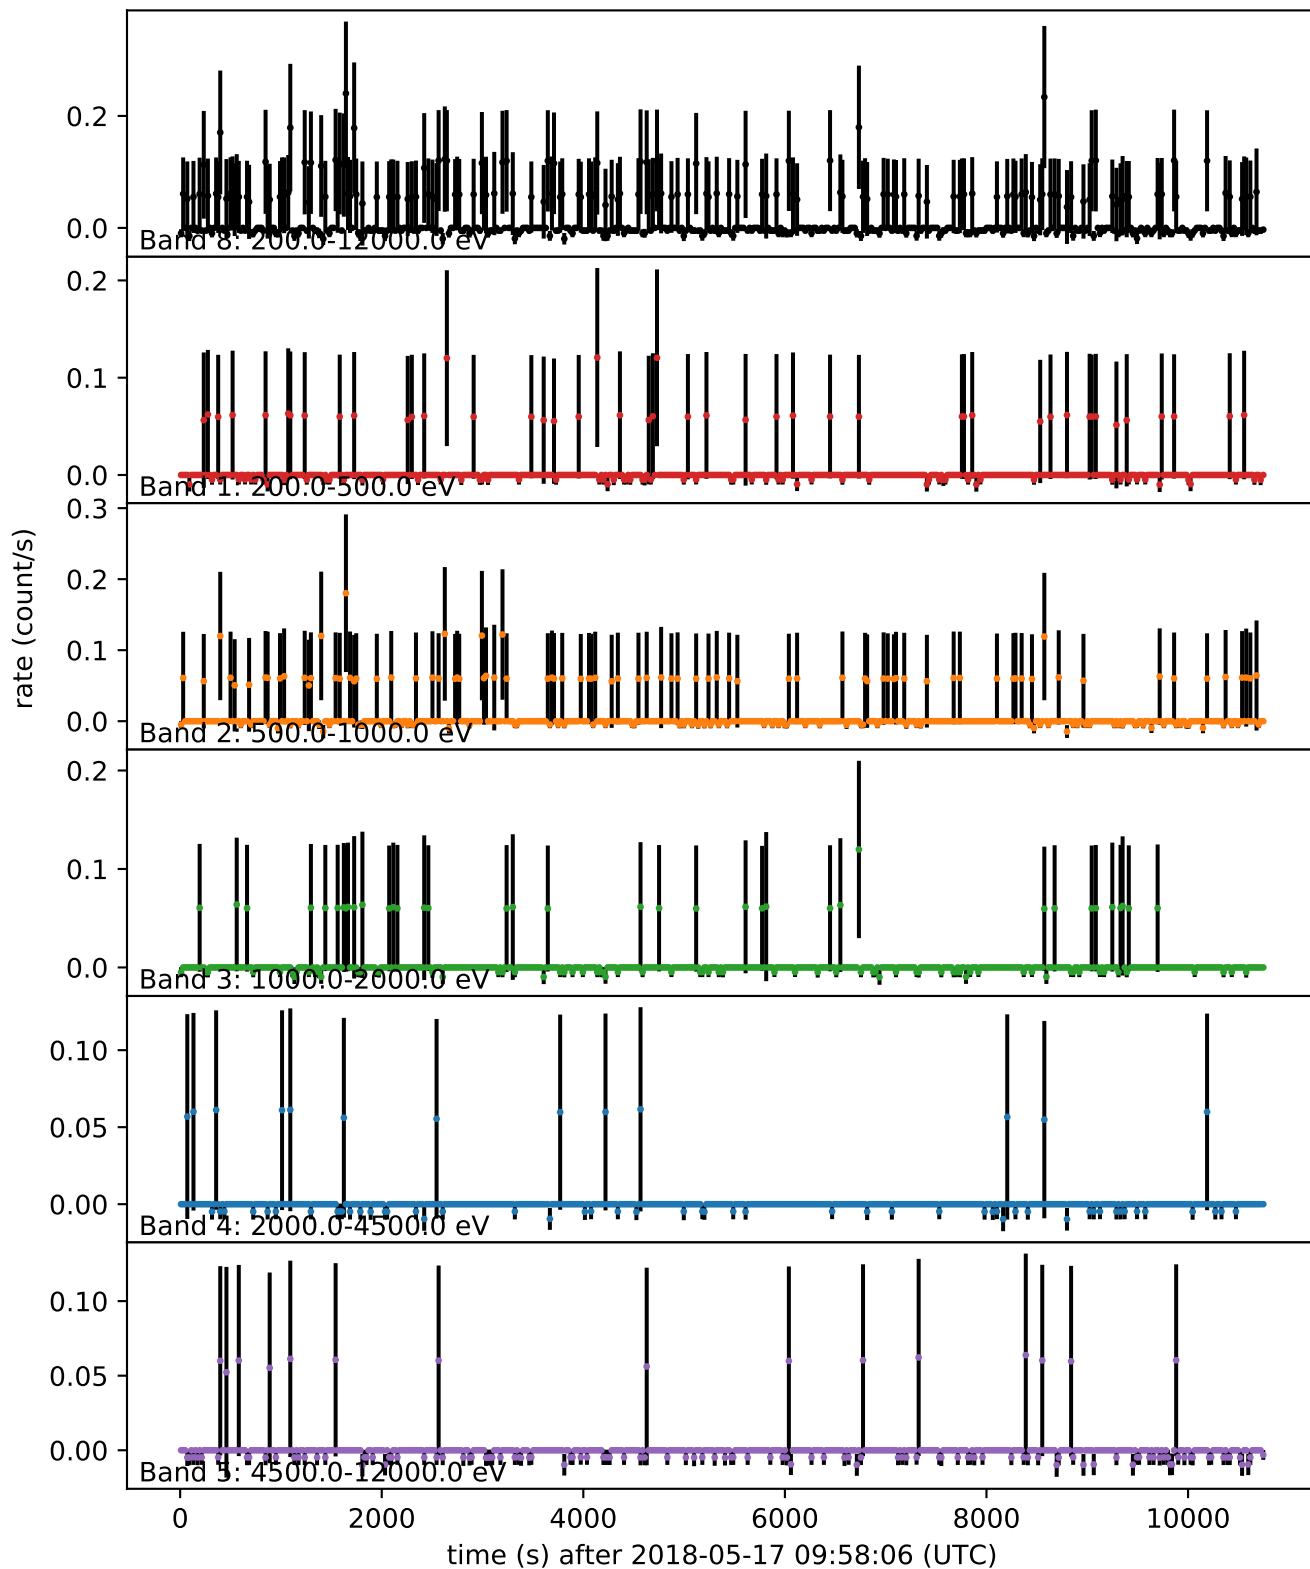 0.2
0.0
Band 8: 200.0-12000.0 eV
0.2
0.1
0.0
Band 1: 200.0-500.0 eV
rate (count/s)
0.3
0.2
0.1
0.0
Band 2: 500.0-1000.0 eV
0.2
0.1
0.0
Band 3: 1000.0-2000.0 eV
0.10
0.05
0.00
Band 4: 2000.0-4500.0 eV
0.10
0.05
0.00
Band 5: 4500.0-12000.0 eV
0 2000 4000 6000 8000 10000
time (s) after 2018-05-17 09:58:06 (UTC)